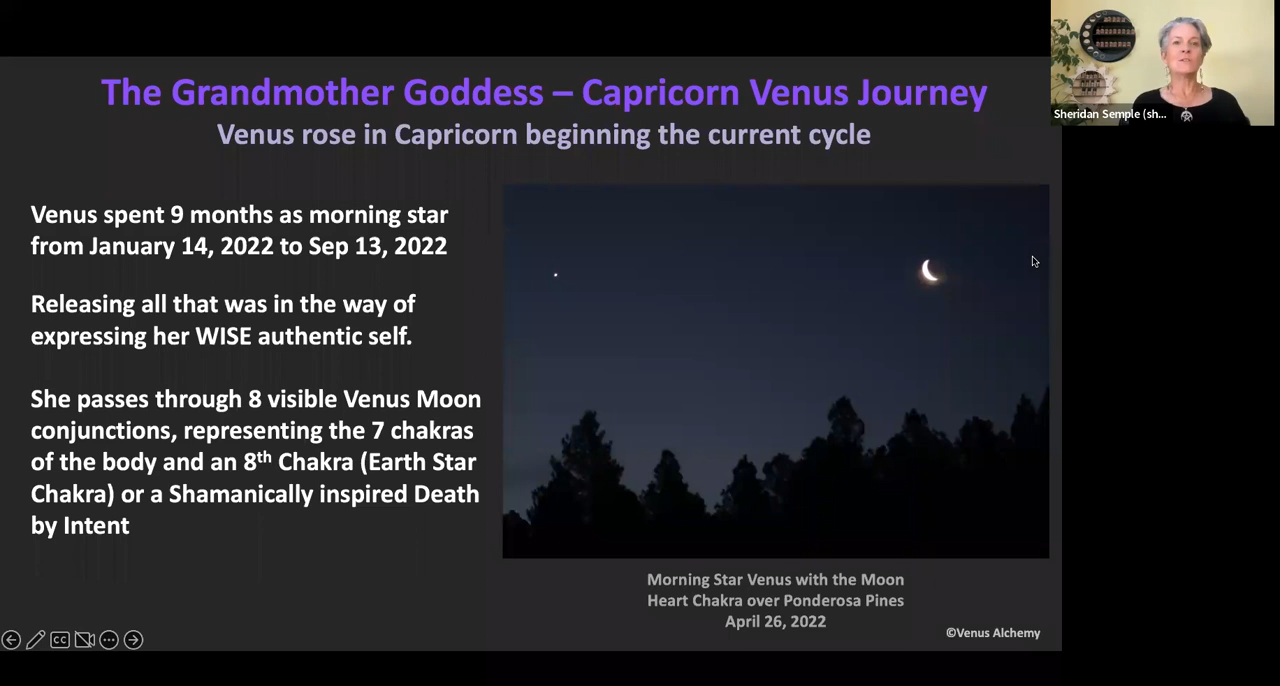 The Grandmother Goddess – Capricorn Venus Journey
Venus rose in Capricorn beginning the current cycle
Venus spent 9 months as morning star
from January 14, 2022 to Sep 13, 2022
Releasing all that was in the way of
expressing her WISE authentic self.
She passes through 8 visible Venus Moon
conjunctions, representing the 7 chakras
of the body and an 8th Chakra (Earth Star
Chakra) or a Shamanically inspired Death
by Intent
Morning Star Venus with the Moon
Heart Chakra over Ponderosa Pines
April 26, 2022
©Venus Alchemy
CC
Sheridan Semple (sh...